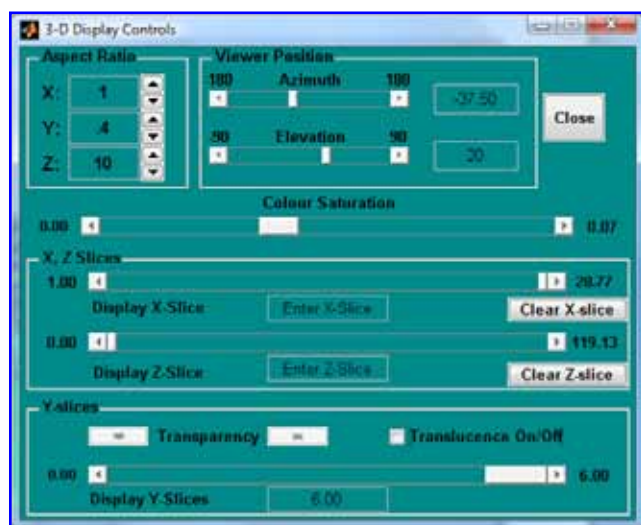 3-D Display Controls
Aspect Ratio
Viewer Position
X: 1
Y: .4
Z: 10
180 Azimuth 180
-37.50
90 Elevation 90
20
Close
Colour Saturation
0.00 0.07
X, Z Slices
1.00 28.77
Display X-Slice Enter X-Slice Clear X-slice
0.00 119.13
Display Z-Slice Enter Z-Slice Clear Z-slice
Y-slices
Transparency Translucence On/Off
0.00 6.00
Display Y-Slices 6.00